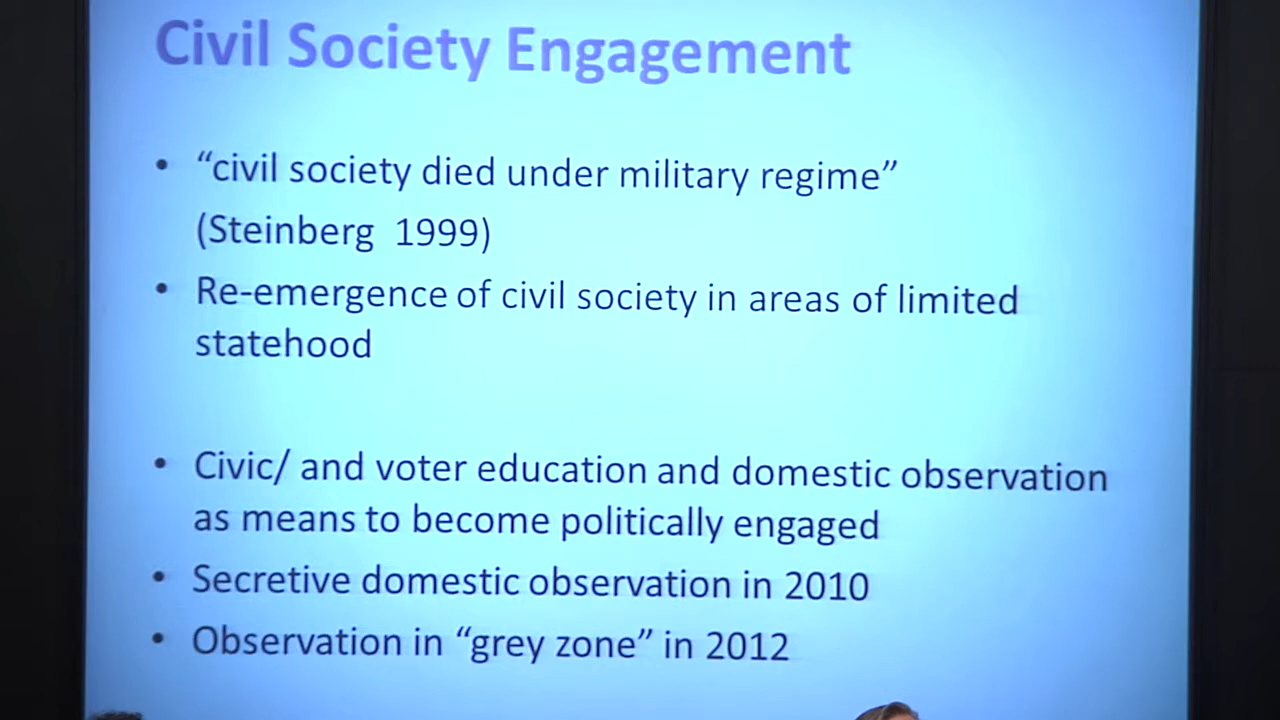 Civil Society Engagement
• “civil society died under military regime”
(Steinberg 1999)
• Re-emergence of civil society in areas of limited
statehood
• Civic/ and voter education and domestic observation
as means to become politically engaged
• Secretive domestic observation in 2010
• Observation in “grey zone” in 2012